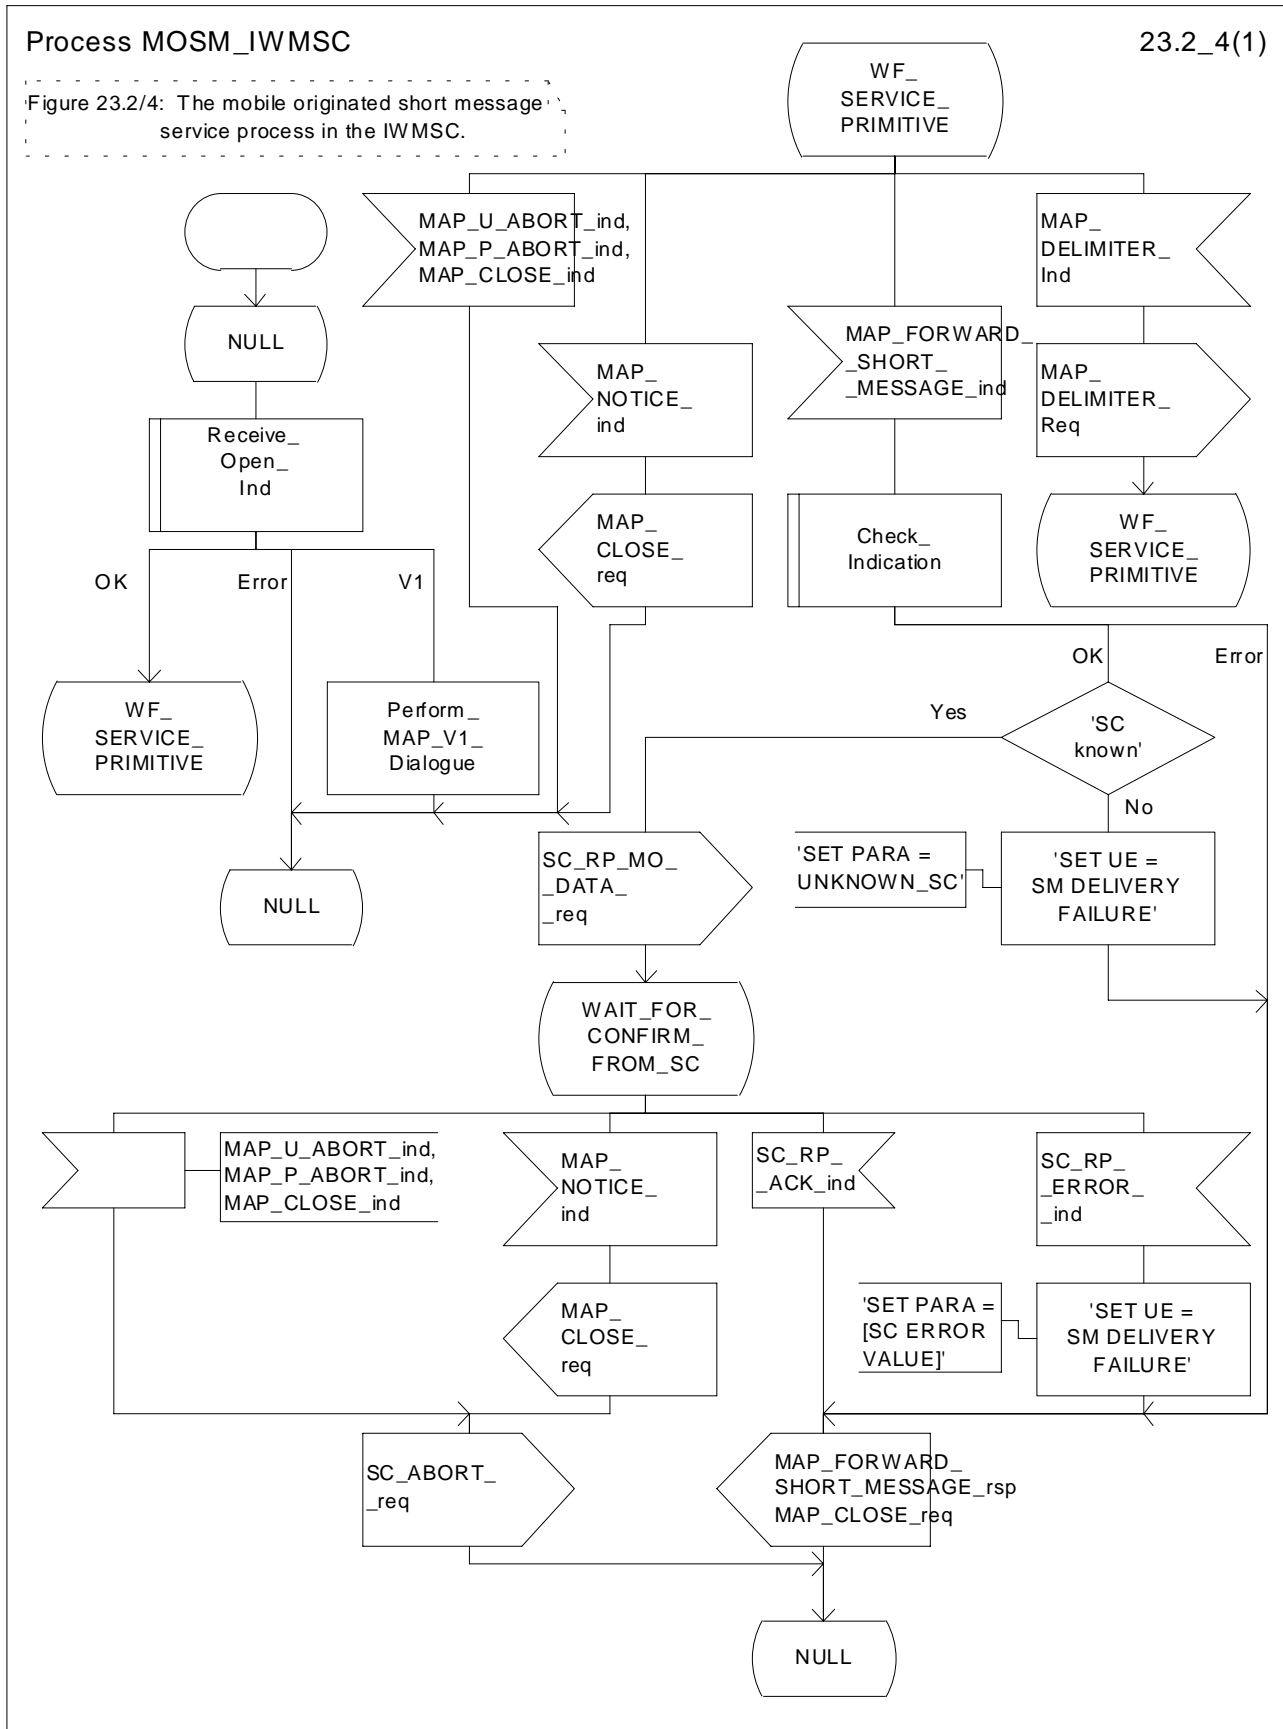 Process MOSM_IWMSC
23.2_4(1)
Figure 23.2/4: The mobile originated short message
service process in the IWMSC.
WF_
SERVICE_
PRIMITIVE
MAP_U_ABORT_ind,
MAP_P_ABORT_ind,
MAP_CLOSE_ind
MAP_
DELIMITER_
Ind
NULL
MAP_
NOTICE_
ind
MAP_FORWARD_
_SHORT_
_MESSAGE_ind
MAP_
DELIMITER_
Req
Receive_
Open_
Ind
MAP_
CLOSE_
req
Check_
Indication
WF_
SERVICE_
PRIMITIVE
OK
Error
V1
OK
Error
WF_
SERVICE_
PRIMITIVE
Perform_
MAP_V1_
Dialogue
Yes
'SC
known'
No
NULL
SC_RP_MO_
_DATA_
_req
'SET PARA =
UNKNOWN_SC'
'SET UE =
SM DELIVERY
FAILURE'
WAIT_FOR_
CONFIRM_
FROM_SC
MAP_U_ABORT_ind,
MAP_P_ABORT_ind,
MAP_CLOSE_ind
MAP_
NOTICE_
ind
SC_RP_
_ACK_ind
SC_RP_
_ERROR_
_ind
MAP_
CLOSE_
req
'SET PARA =
[SC ERROR
VALUE]'
'SET UE =
SM DELIVERY
FAILURE'
SC_ABORT_
_req
MAP_FORWARD_
SHORT_MESSAGE_rsp
MAP_CLOSE_req
NULL